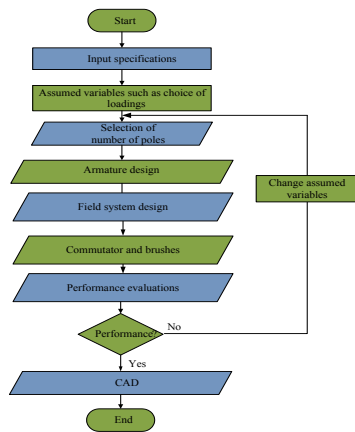 Start
Input specifications
Assumed variables such as choice of
loadings
Selection of
number of poles
Armature design
Change assumed
variables
Field system design
Commutator and brushes
Performance evaluations
Performance?
No
Yes
CAD
End